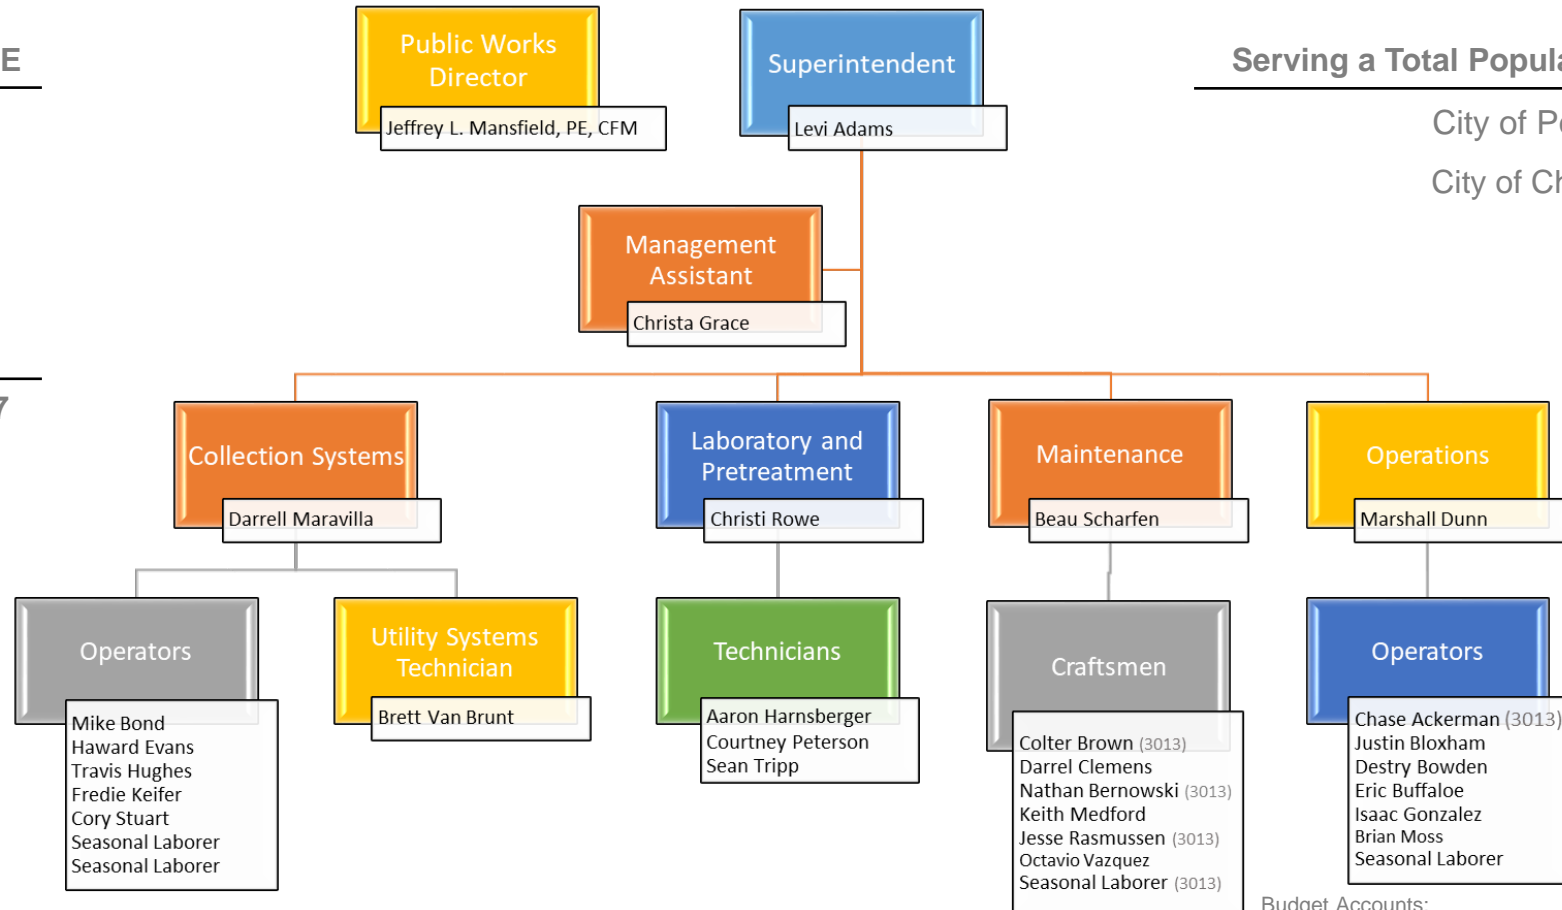 E
Public Works
Director
Jeffrey L. Mansfield, PE, CFM
Superintendent
Levi Adams
Serving a Total
City of
City of
Management
Assistant
Christa Grace
7
Collection Systems
Darrell Maravilla
Laboratory and
Pretreatment
Christi Rowe
Maintenance
Beau Scharfen
Operations
Marshall Dunn
Operators
Mike Bond
Haward Evans
Travis Hughes
Fredie Keifer
Cory Stuart
Seasonal Laborer
Seasonal Laborer
Utility Systems
Technician
Brett Van Brunt
Technicians
Aaron Harnsberger
Courtney Peterson
Sean Tripp
Craftsmen
Colter Brown (3013)
Darrel Clemens
Nathan Bernowski (3013)
Keith Medford
Jesse Rasmussen (3013)
Octavio Vazquez
Seasonal Laborer (3013)
Operators
Chase Ackerman (3013)
Justin Bloxham
Destry Bowden
Eric Buffaloe
Isaac Gonzalez
Brian Moss
Seasonal Laborer
Budget Accounts: